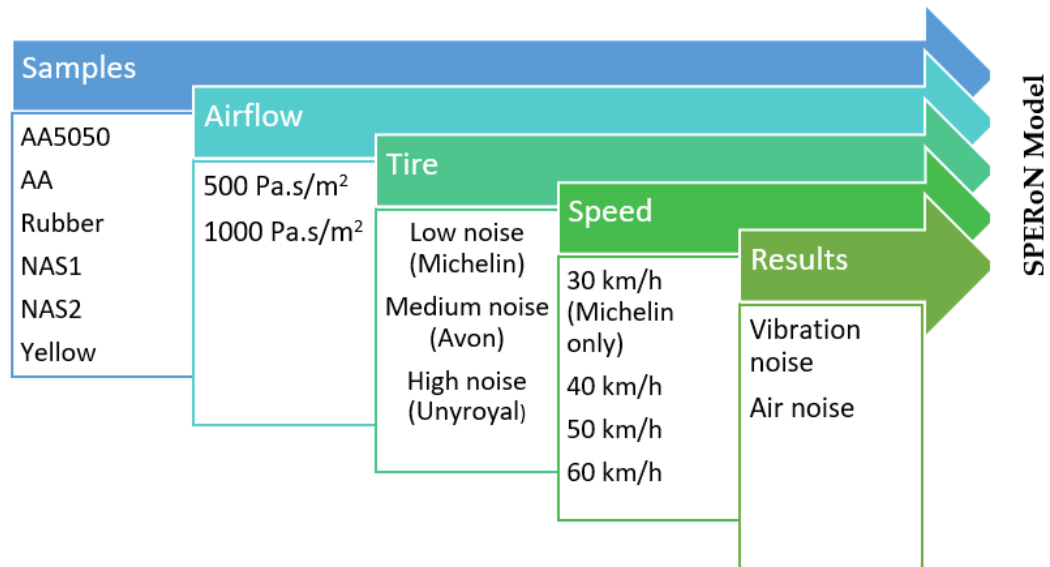 Samples
AA5050
AA
Rubber
NAS1
NAS2
Yellow
Airflow
500 Pa.s/m²
1000 Pa.s/m²
Tire
Low noise
(Michelin)
Medium noise
(Avon)
High noise
(Unyroyal)
Speed
30 km/h
(Michelin
only)
40 km/h
50 km/h
60 km/h
Results
Vibration
noise
Air noise
SPERoN Model